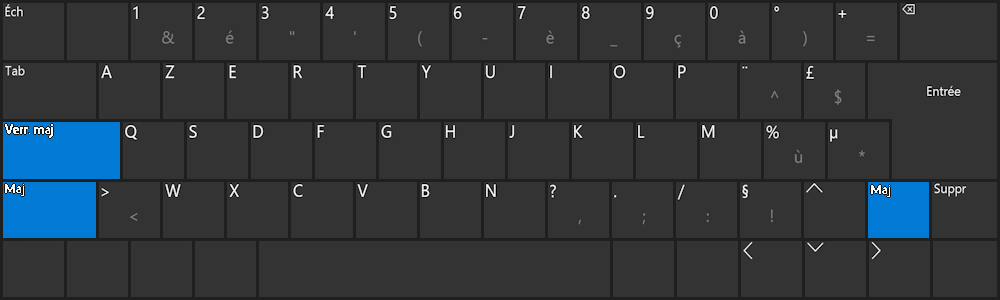 Éch 1 & 2 é 3 " 4 ' 5 ( 6 - 7 è 8 _ 9 ç 0 à ° ) + = ⌫
Tab A Z E R T Y U I O P ¨ ^ £ $ Entrée
Verr. maj Q S D F G H J K L M % ù µ *
Maj > < W X C V B N ? , . ; / : § ! ^ Maj Suppr
< ﹀ >